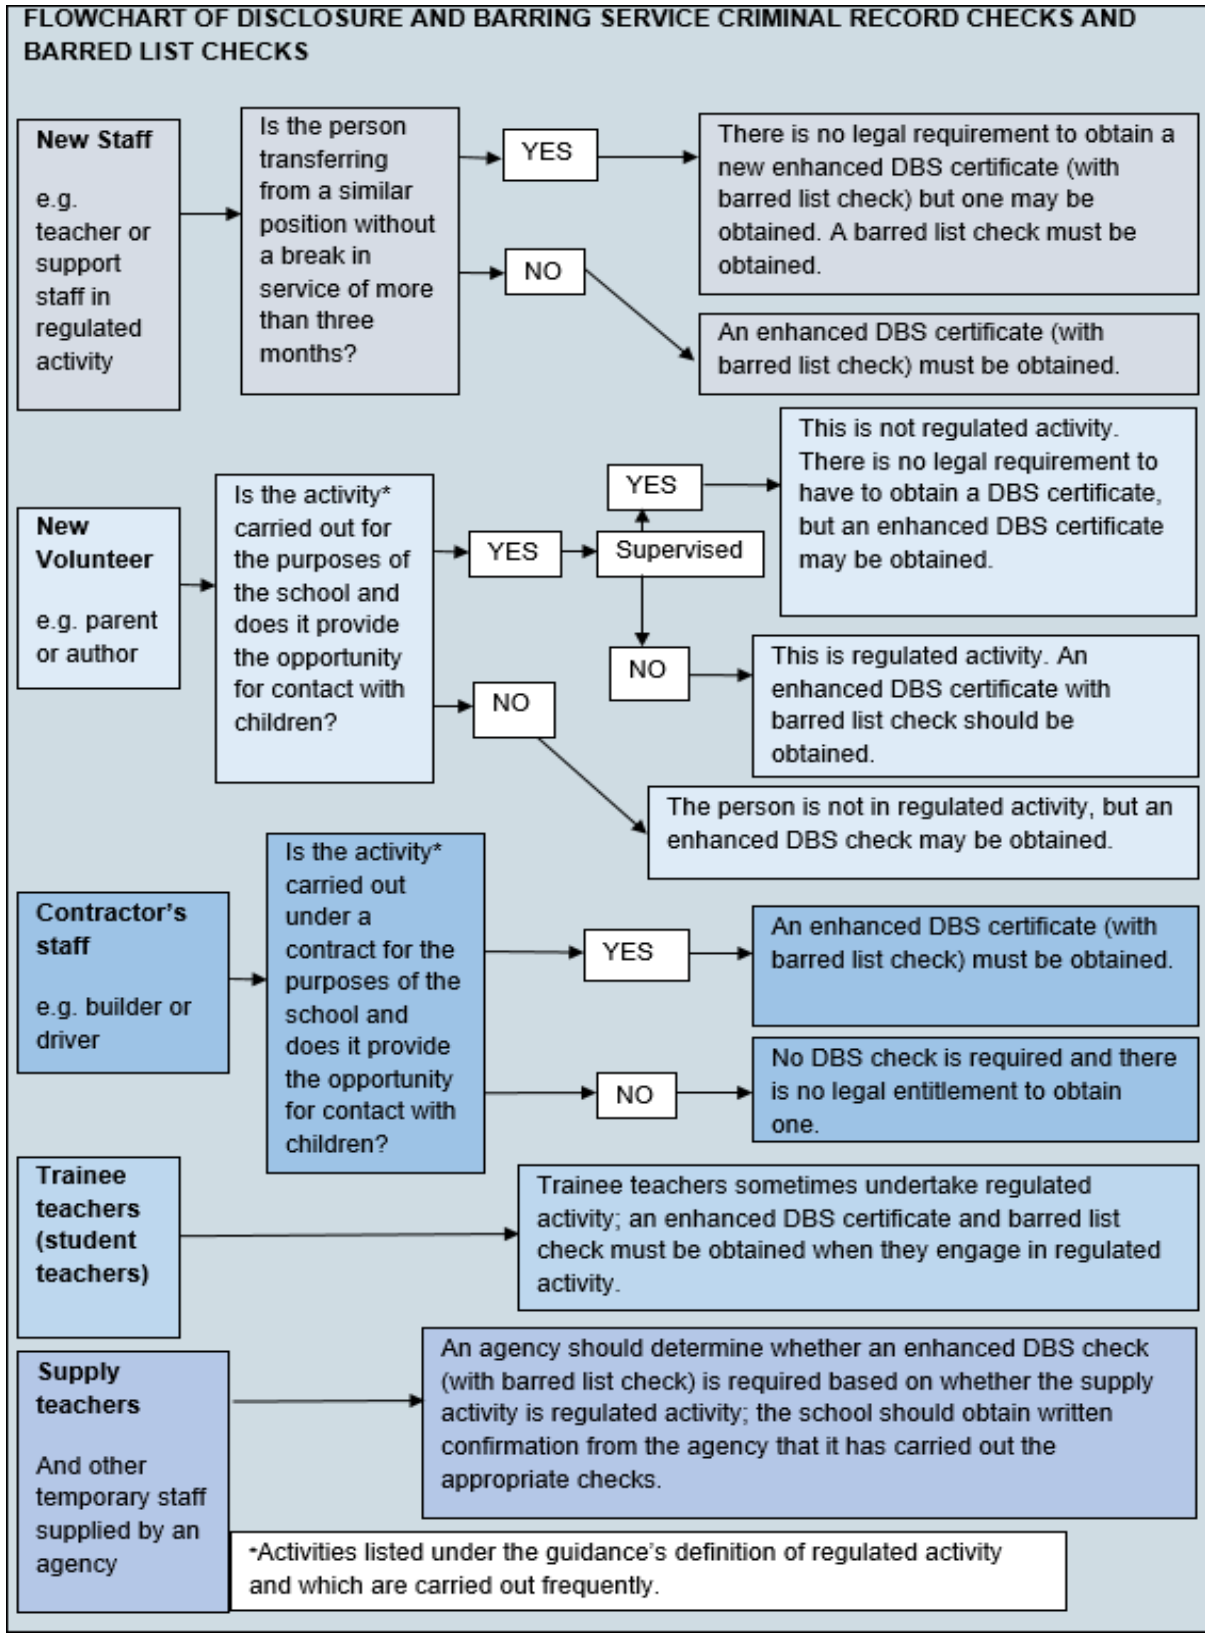 FLOWCHART OF DISCLOSURE AND BARRING SERVICE CRIMINAL RECORD CHECKS AND
BARRED LIST CHECKS
New Staff
e.g.
teacher or
support
staff in
regulated
activity
Is the person
transferring
from a similar
position without
a break in
service of more
than three
months?
YES
There is no legal requirement to obtain a
new enhanced DBS certificate (with
barred list check) but one may be
obtained. A barred list check must be
obtained.
NO
An enhanced DBS certificate (with
barred list check) must be obtained.
New
Volunteer
e.g. parent
or author
Is the activity*
carried out for
the purposes of
the school and
does it provide
the opportunity
for contact with
children?
YES
Supervised
YES
This is not regulated activity.
There is no legal requirement to
have to obtain a DBS certificate,
but an enhanced DBS certificate
may be obtained.
NO
This is regulated activity. An
enhanced DBS certificate with
barred list check should be
obtained.
NO
The person is not in regulated activity, but an
enhanced DBS check may be obtained.
Contractor's
staff
e.g. builder or
driver
Is the activity*
carried out
under a
contract for the
purposes of the
school and
does it provide
the opportunity
for contact with
children?
YES
An enhanced DBS certificate (with
barred list check) must be obtained.
NO
No DBS check is required and there
is no legal entitlement to obtain
one.
Trainee
teachers
(student
teachers)
Trainee teachers sometimes undertake regulated
activity; an enhanced DBS certificate and barred list
check must be obtained when they engage in regulated
activity.
Supply
teachers
And other
temporary staff
supplied by an
agency
An agency should determine whether an enhanced DBS check
(with barred list check) is required based on whether the supply
activity is regulated activity; the school should obtain written
confirmation from the agency that it has carried out the
appropriate checks.
*Activities listed under the guidance's definition of regulated activity
and which are carried out frequently.